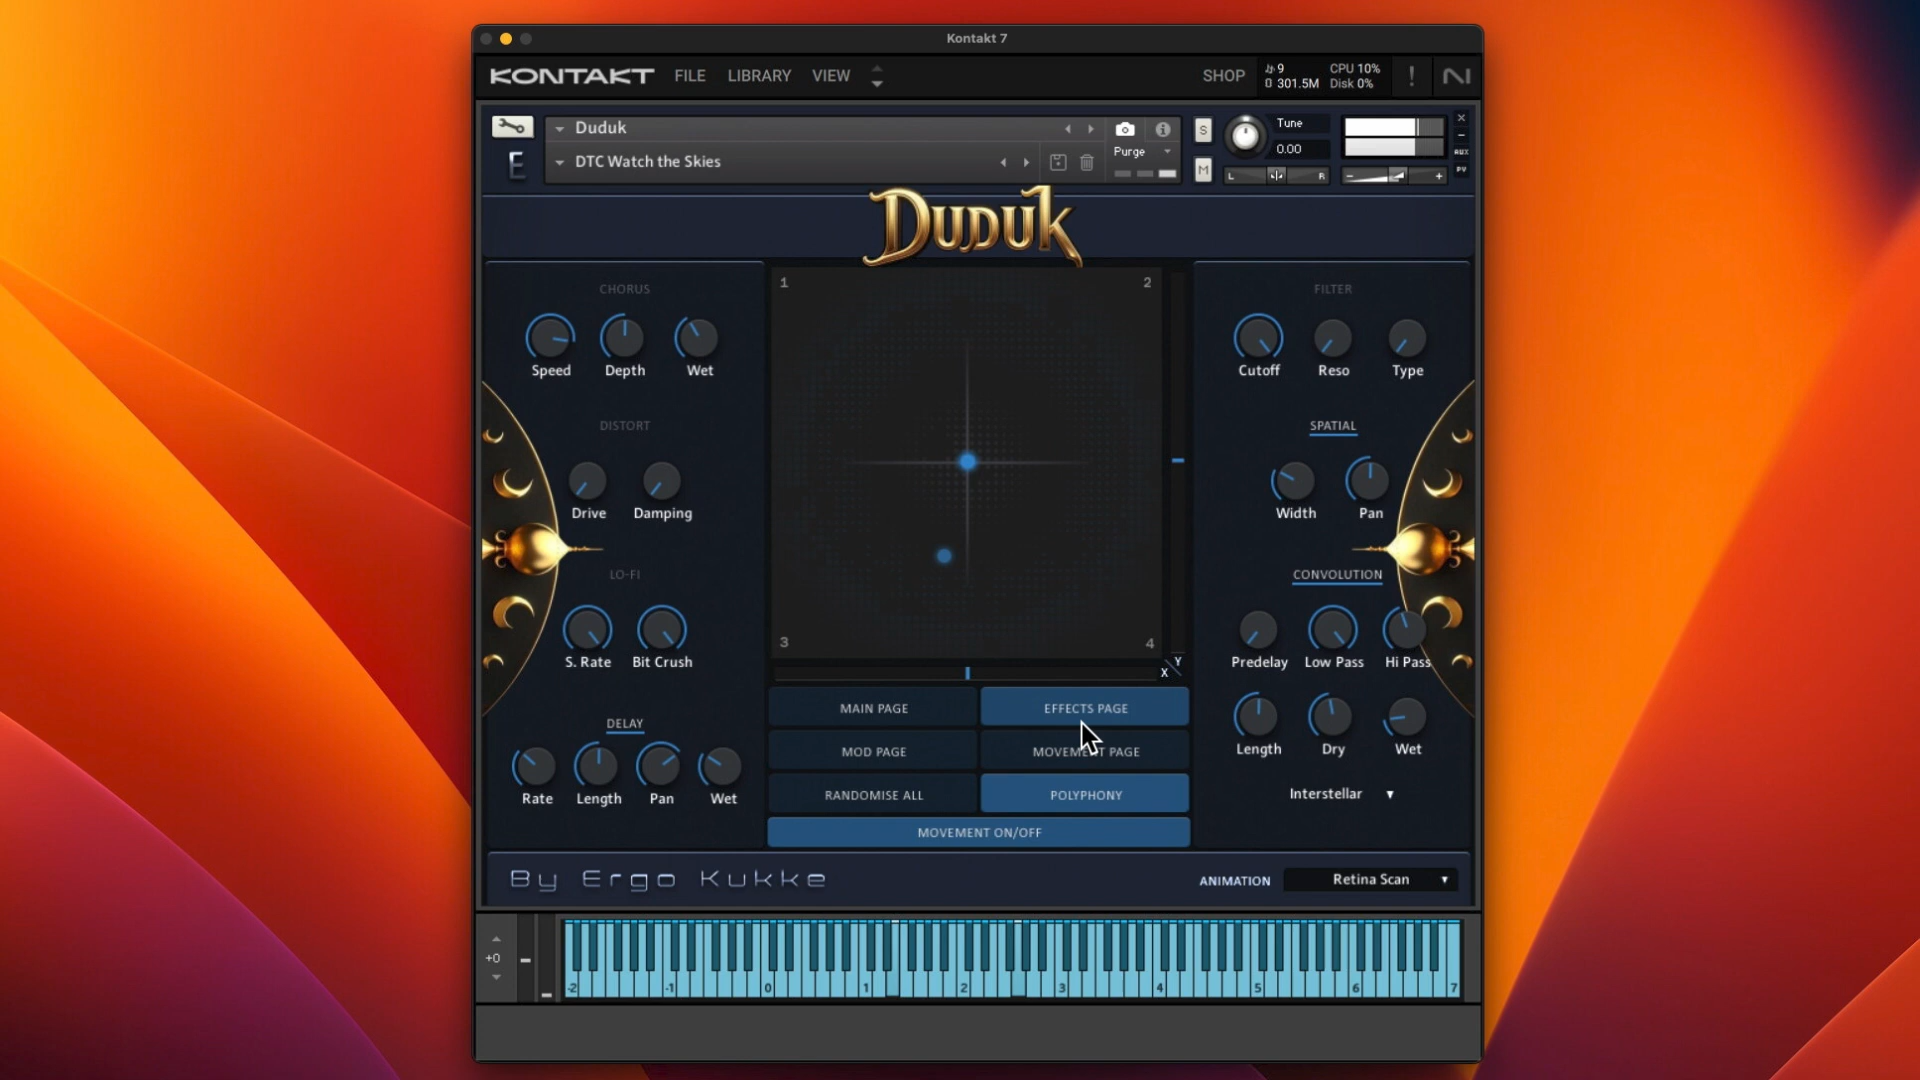 Kontakt 7
KONTAKT FILE LIBRARY VIEW SHOP 9 CPU 10%
301.5M Disk 0%
Duduk
DTC Watch the Skies
Purge
S
M
Tune
0.00
L R
- +
AUX
PV
E
DUDUK
CHORUS
Speed Depth Wet
DISTORT
Drive Damping
LO-FI
S. Rate Bit Crush
DELAY
Rate Length Pan Wet
1 2
3 4
X Y
MAIN PAGE EFFECTS PAGE
MOD PAGE MOVEMENT PAGE
RANDOMISE ALL POLYPHONY
MOVEMENT ON/OFF
FILTER
Cutoff Reso Type
SPATIAL
Width Pan
CONVOLUTION
Predelay Low Pass Hi Pass
Length Dry Wet
Interstellar
By Ergo Kukke
ANIMATION Retina Scan
+0
-2 -1 0 1 2 3 4 5 6 7